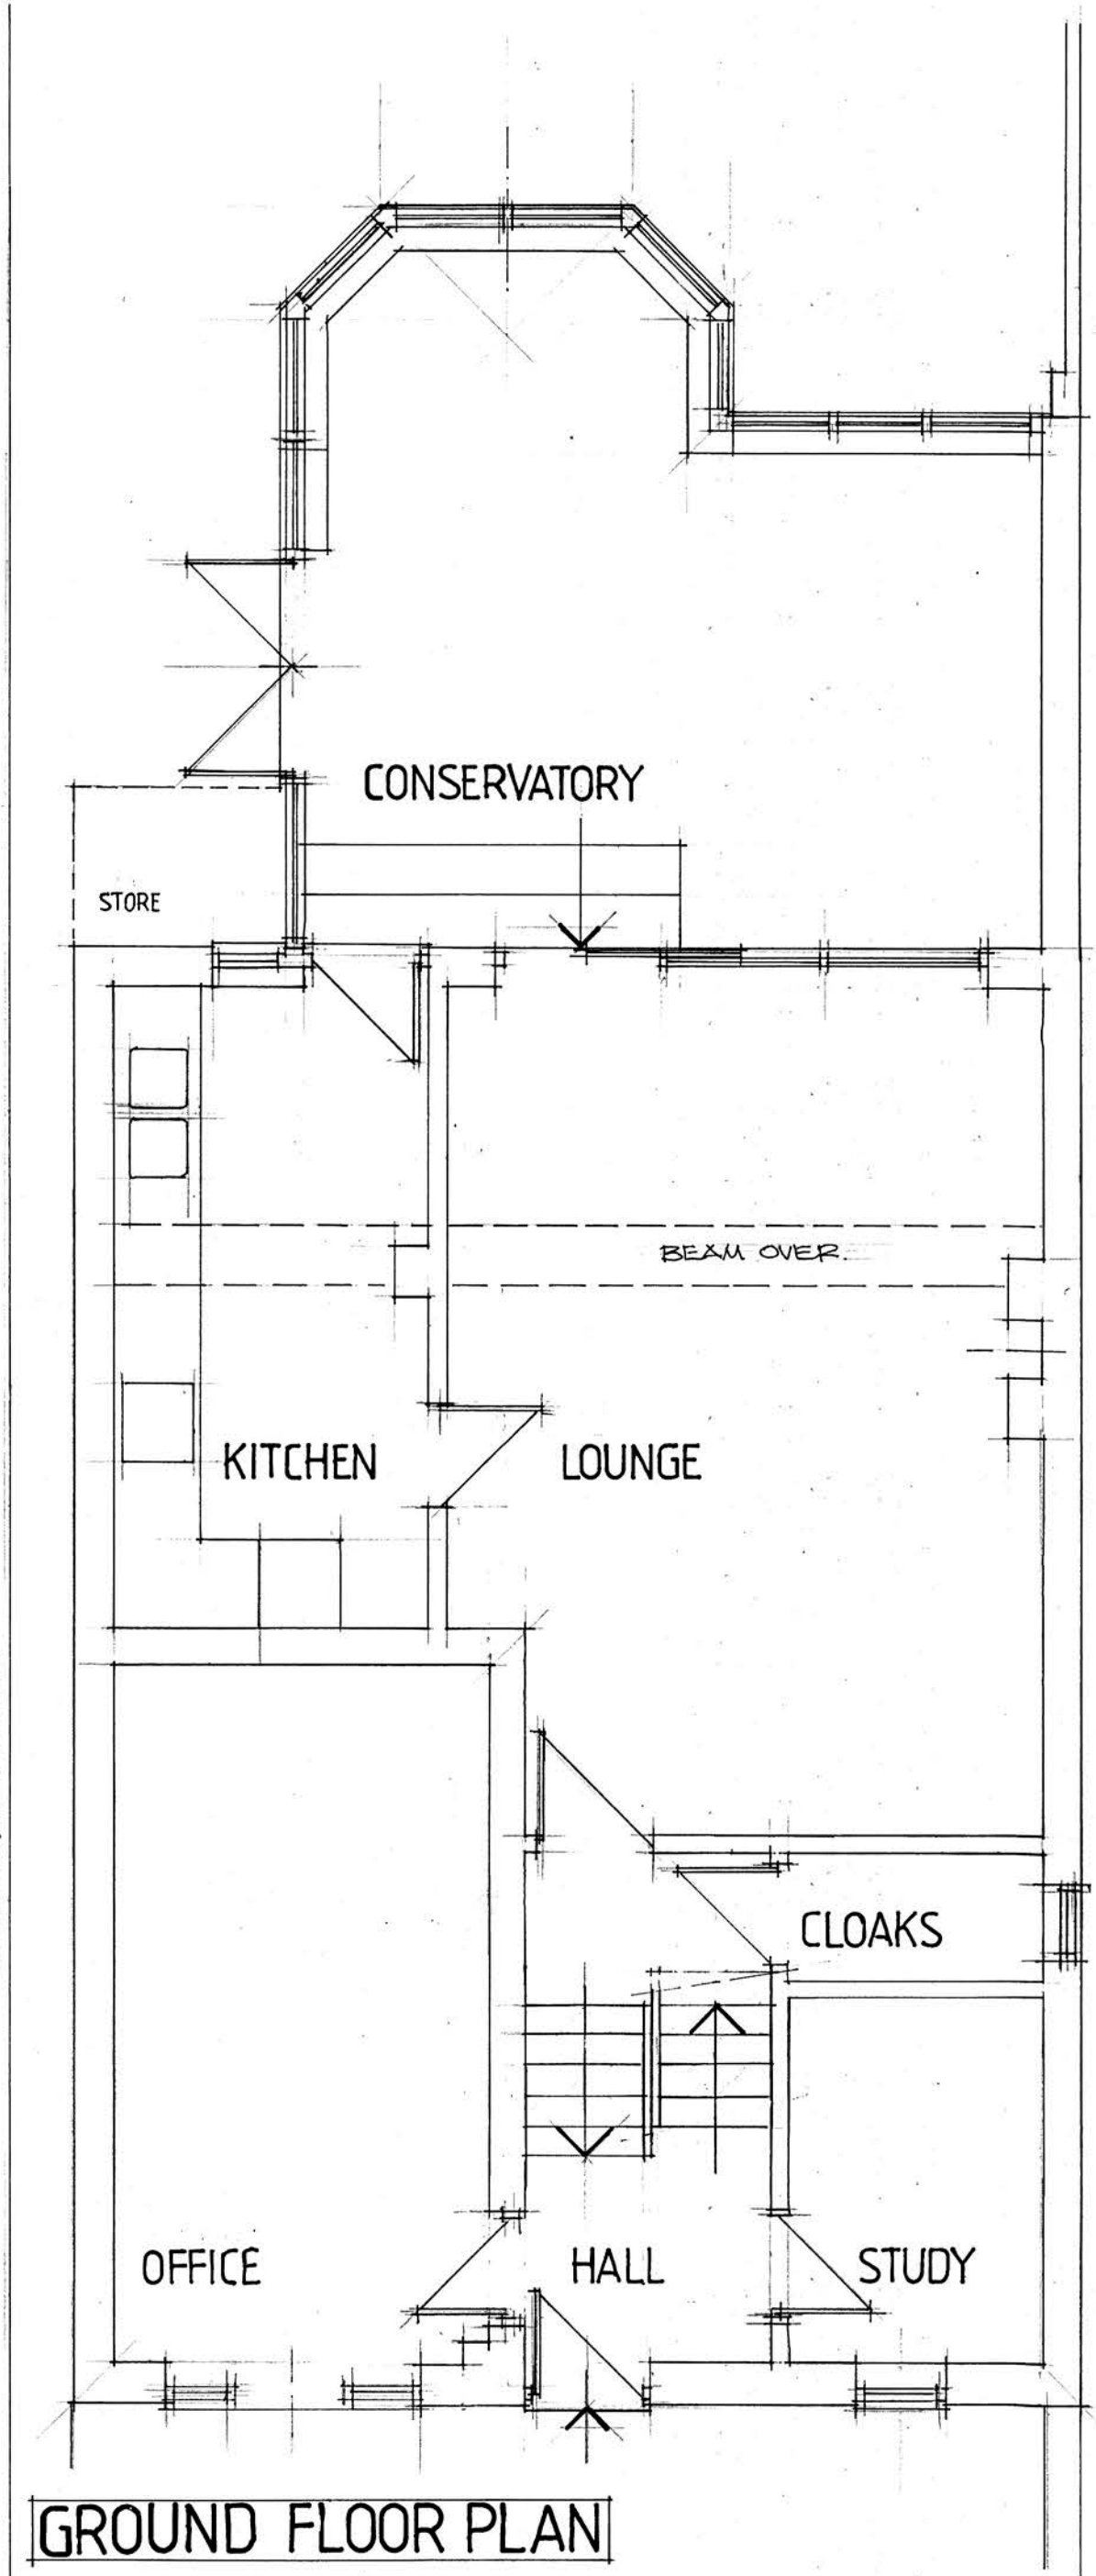 CONSERVATORY
STORE
BEAM OVER.
KITCHEN
LOUNGE
CLOAKS
OFFICE
HALL
STUDY
GROUND FLOOR PLAN